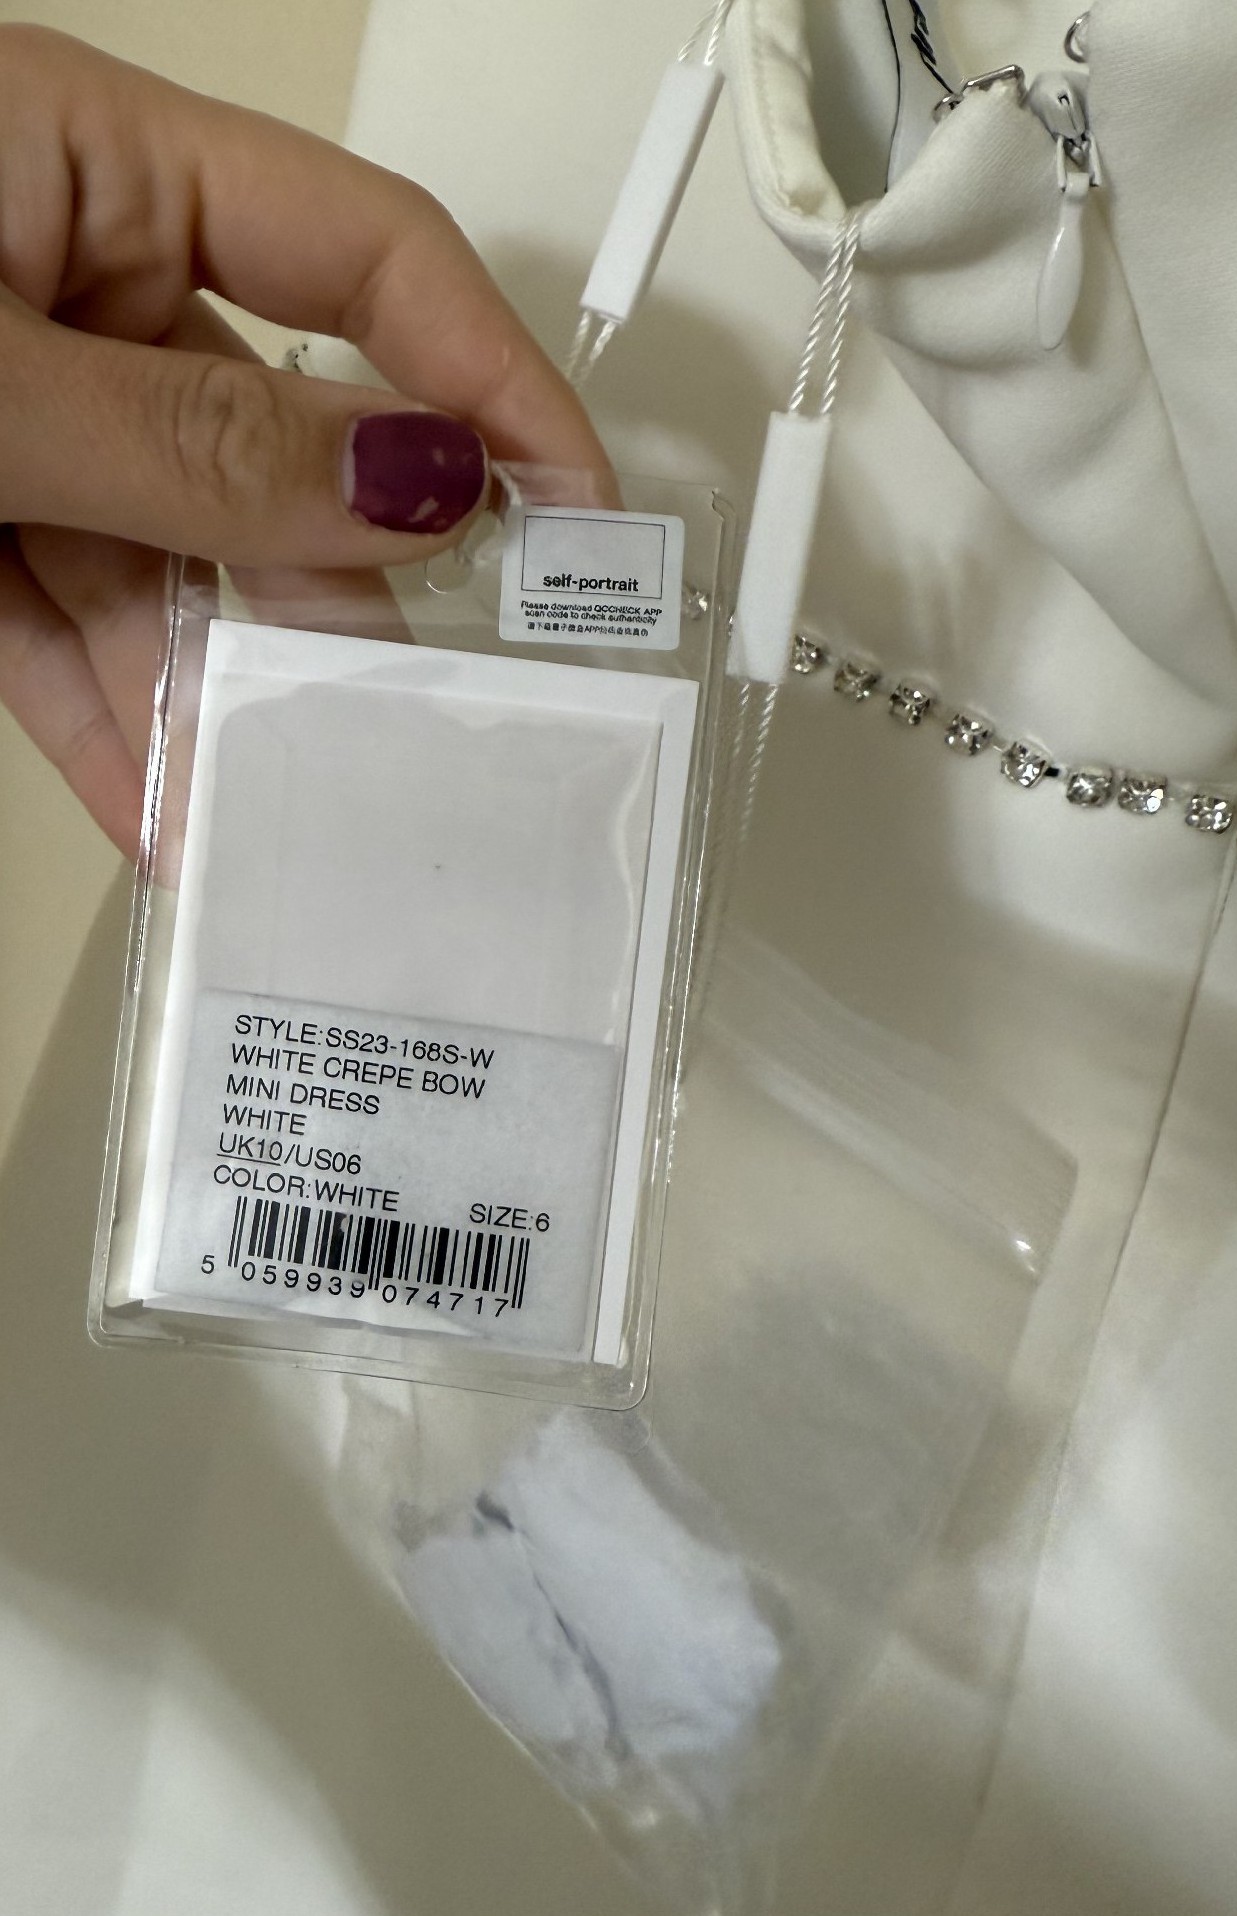 self-portrait
Please download QCCHECK APP
scan code to check authenticity
STYLE:SS23-168S-W
WHITE CREPE BOW
MINI DRESS
WHITE
UK10/US06
COLOR:WHITE SIZE:6
5 059939 074717